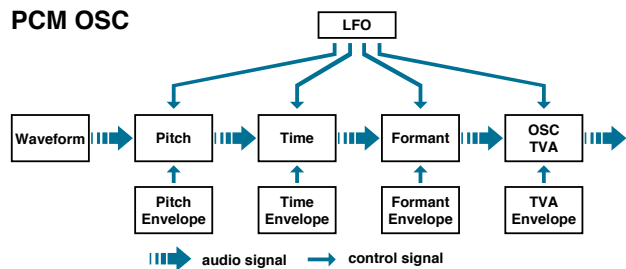 PCM OSC
LFO
Waveform
Pitch
Time
Formant
OSC
TVA
Pitch
Envelope
Time
Envelope
Formant
Envelope
TVA
Envelope
audio signal
control signal